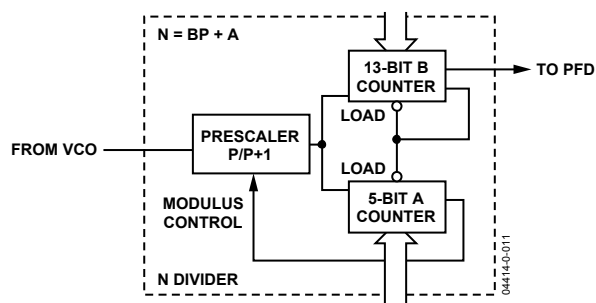 N = BP + A
13-BIT B
COUNTER
TO PFD
LOAD
PRESCALER
P/P+1
FROM VCO
LOAD
MODULUS
CONTROL
5-BIT A
COUNTER
N DIVIDER
04414-0-011